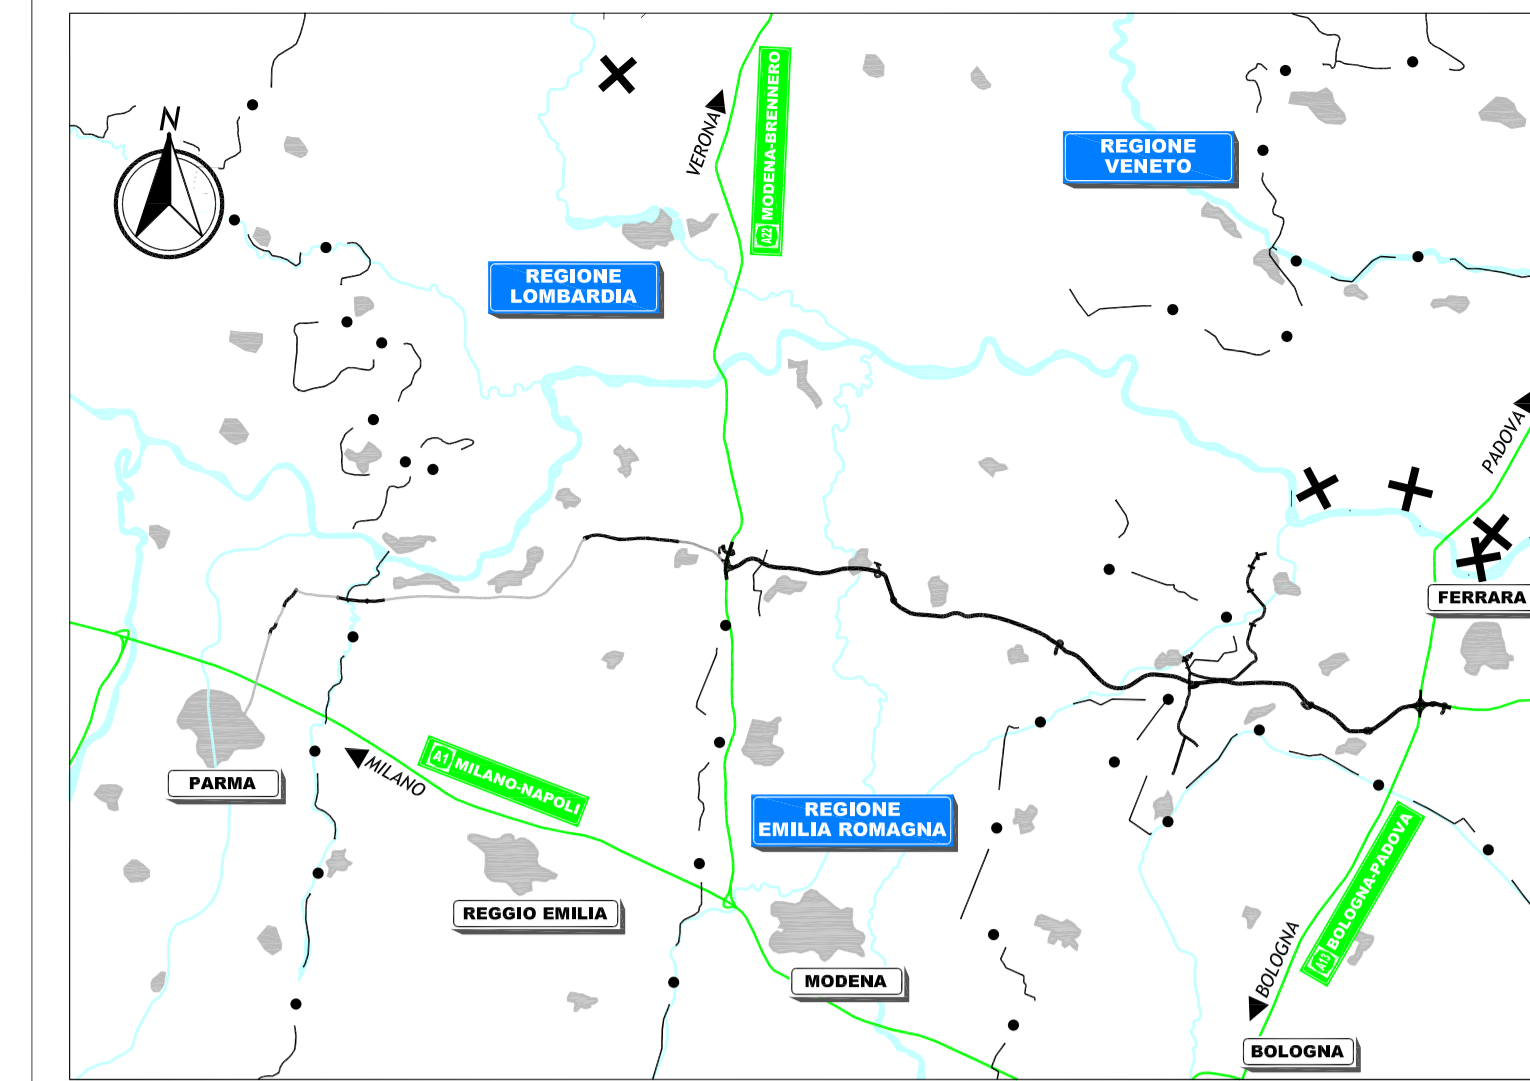 N
VERONA
A22 MODENA-BRENNERO
REGIONE
VENETO
REGIONE
LOMBARDIA
PADOVA
FERRARA
PARMA
MILANO
A1 MILANO-NAPOLI
REGIONE
EMILIA ROMAGNA
A13 BOLOGNA-PADOVA
REGGIO EMILIA
MODENA
BOLOGNA
BOLOGNA